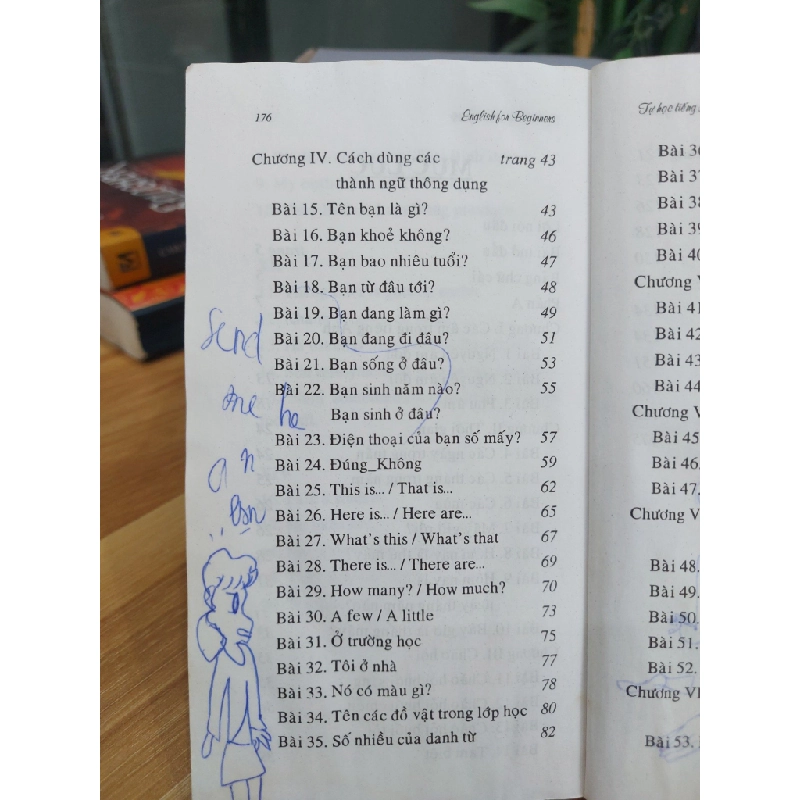 176 English for Beginners
Chương IV. Cách dùng các trang 43
thành ngữ thông dụng
Bài 15. Tên bạn là gì? 43
Bài 16. Bạn khoẻ không? 46
Bài 17. Bạn bao nhiêu tuổi? 47
Bài 18. Bạn từ đâu tới? 48
Bài 19. Bạn đang làm gì? 49
Bài 20. Bạn đang đi đâu? 51
Bài 21. Bạn sống ở đâu? 53
Bài 22. Bạn sinh năm nào? 55
Bạn sinh ở đâu?
Bài 23. Điện thoại của bạn số mấy? 57
Bài 24. Đúng_Không 59
Bài 25. This is... / That is... 62
Bài 26. Here is... / Here are... 65
Bài 27. What's this / What's that 67
Bài 28. There is... / There are... 69
Bài 29. How many? / How much? 70
Bài 30. A few / A little 73
Bài 31. Ở trường học 75
Bài 32. Tôi ở nhà 77
Bài 33. Nó có màu gì? 78
Bài 34. Tên các đồ vật trong lớp học 80
Bài 35. Số nhiều của danh từ 82
Send
me he
an
Tự học tiếng
Bài 36
Bài 37
Bài 38
Bài 39
Bài 40
Chương V
Bài 41
Bài 42
Bài 43
Bài 44
Chương V
Bài 45
Bài 46.
Bài 47.
Chương V
Bài 48.
Bài 49.
Bài 50.
Bài 51.
Bài 52.
Chương VI
Bài 53.